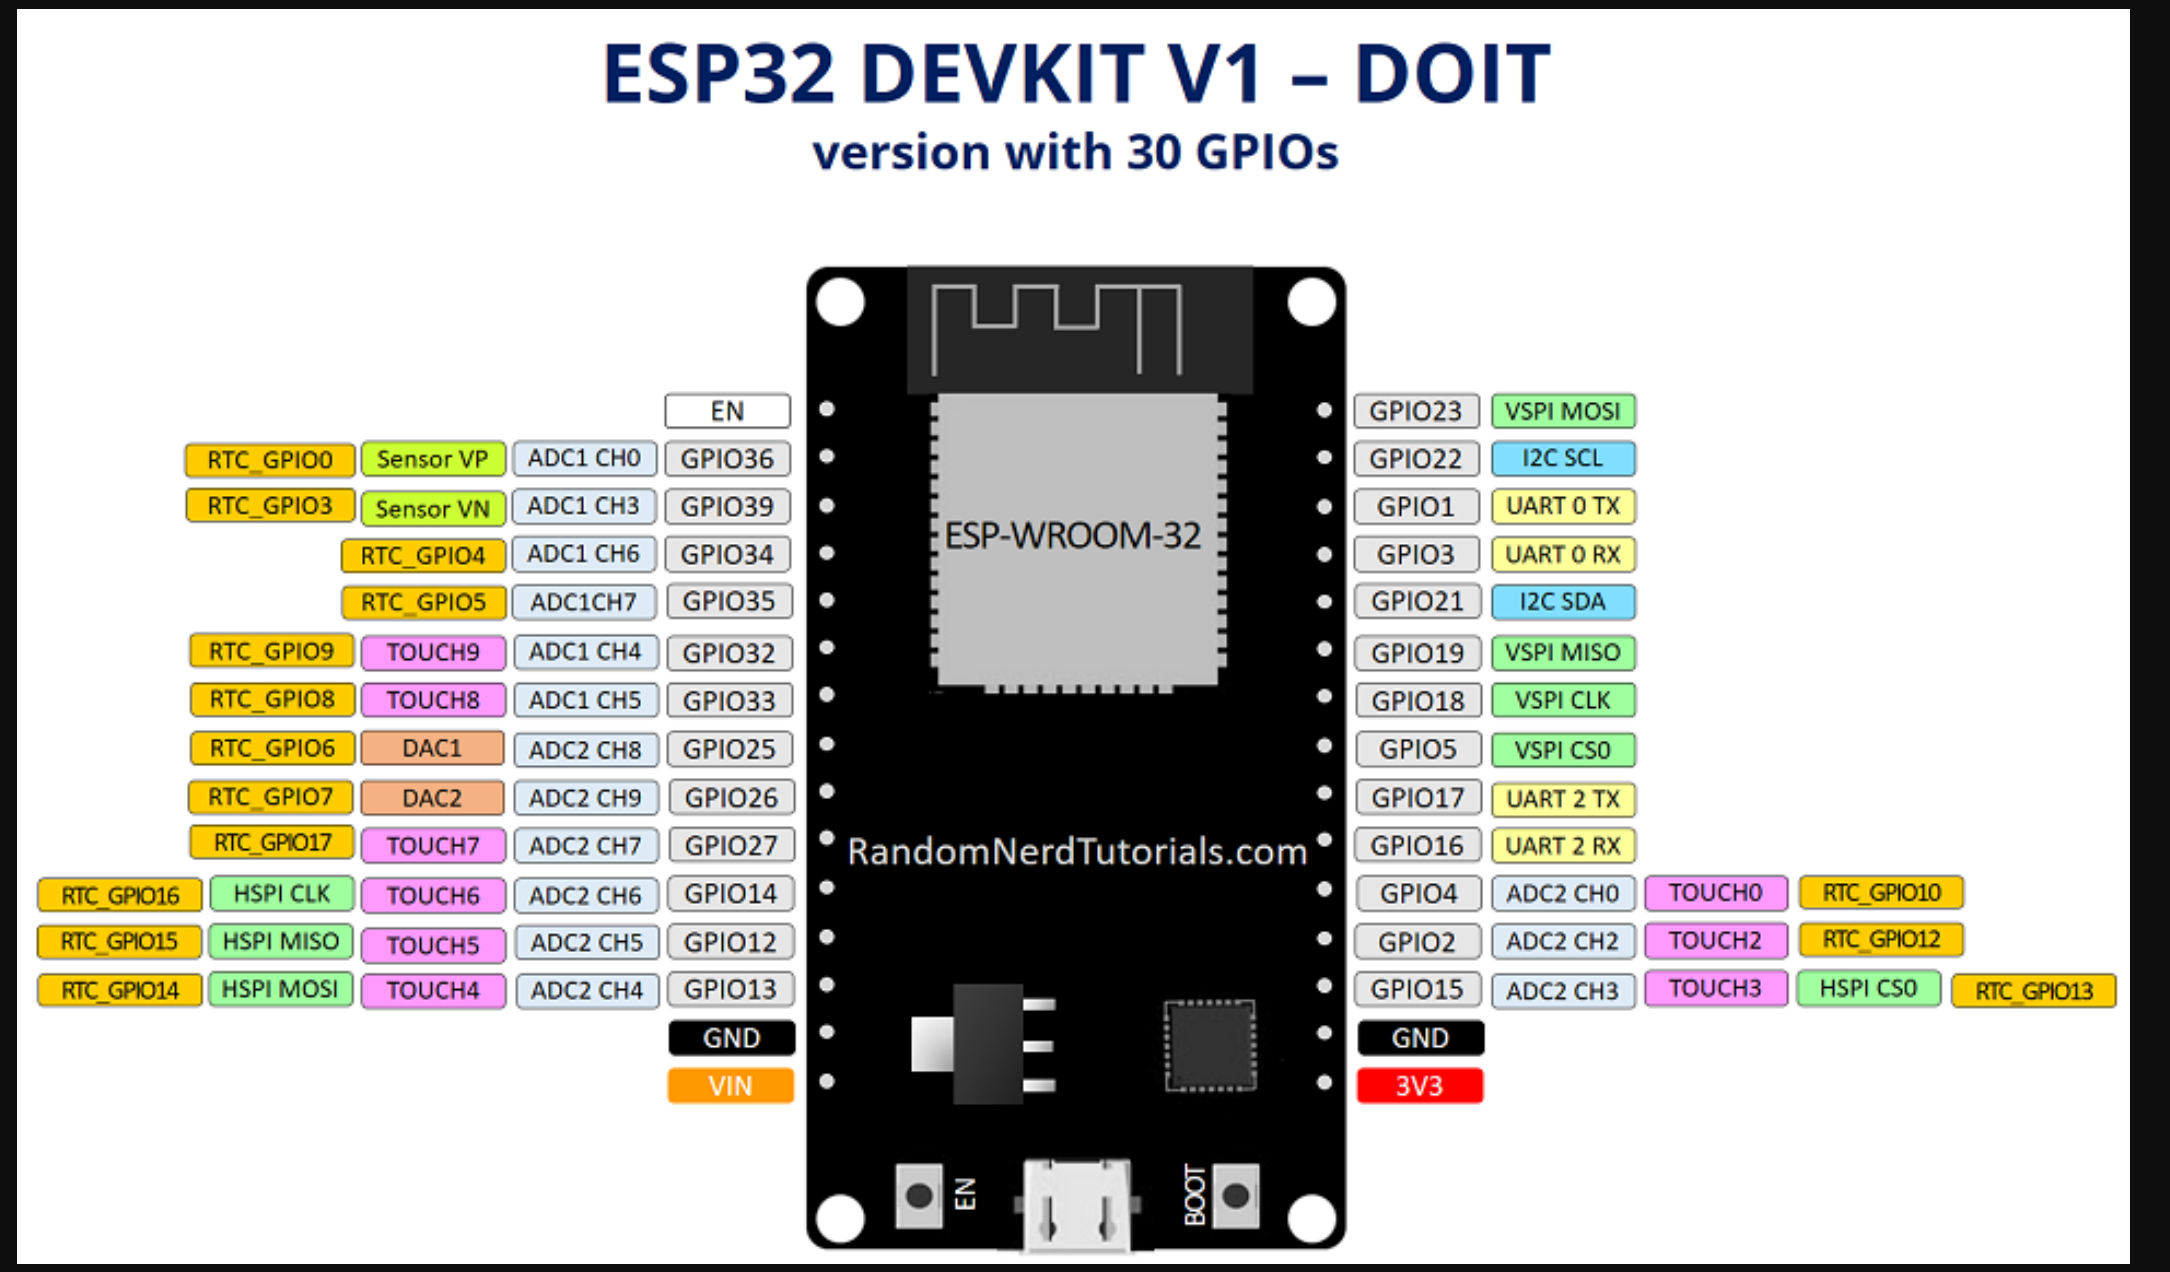 ESP32 DEVKIT V1 – DOIT
version with 30 GPIOs
EN
GPIO23 VSPI MOSI
RTC_GPIO0 Sensor VP ADC1 CH0 GPIO36
GPIO22 I2C SCL
RTC_GPIO3 Sensor VN ADC1 CH3 GPIO39
GPIO1 UART 0 TX
RTC_GPIO4 ADC1 CH6 GPIO34
GPIO3 UART 0 RX
ESP-WROOM-32
RTC_GPIO5 ADC1CH7 GPIO35
GPIO21 I2C SDA
RTC_GPIO9 TOUCH9 ADC1 CH4 GPIO32
GPIO19 VSPI MISO
RTC_GPIO8 TOUCH8 ADC1 CH5 GPIO33
GPIO18 VSPI CLK
RTC_GPIO6 DAC1 ADC2 CH8 GPIO25
GPIO5 VSPI CS0
RTC_GPIO7 DAC2 ADC2 CH9 GPIO26
GPIO17 UART 2 TX
RTC_GPIO17 TOUCH7 ADC2 CH7 GPIO27
RandomNerdTutorials.com
GPIO16 UART 2 RX
RTC_GPIO16 HSPI CLK TOUCH6 ADC2 CH6 GPIO14
GPIO4 ADC2 CH0 TOUCH0 RTC_GPIO10
RTC_GPIO15 HSPI MISO TOUCH5 ADC2 CH5 GPIO12
GPIO2 ADC2 CH2 TOUCH2 RTC_GPIO12
RTC_GPIO14 HSPI MOSI TOUCH4 ADC2 CH4 GPIO13
GPIO15 ADC2 CH3 TOUCH3 HSPI CS0 RTC_GPIO13
GND
GND
VIN
3V3
EN
BOOT